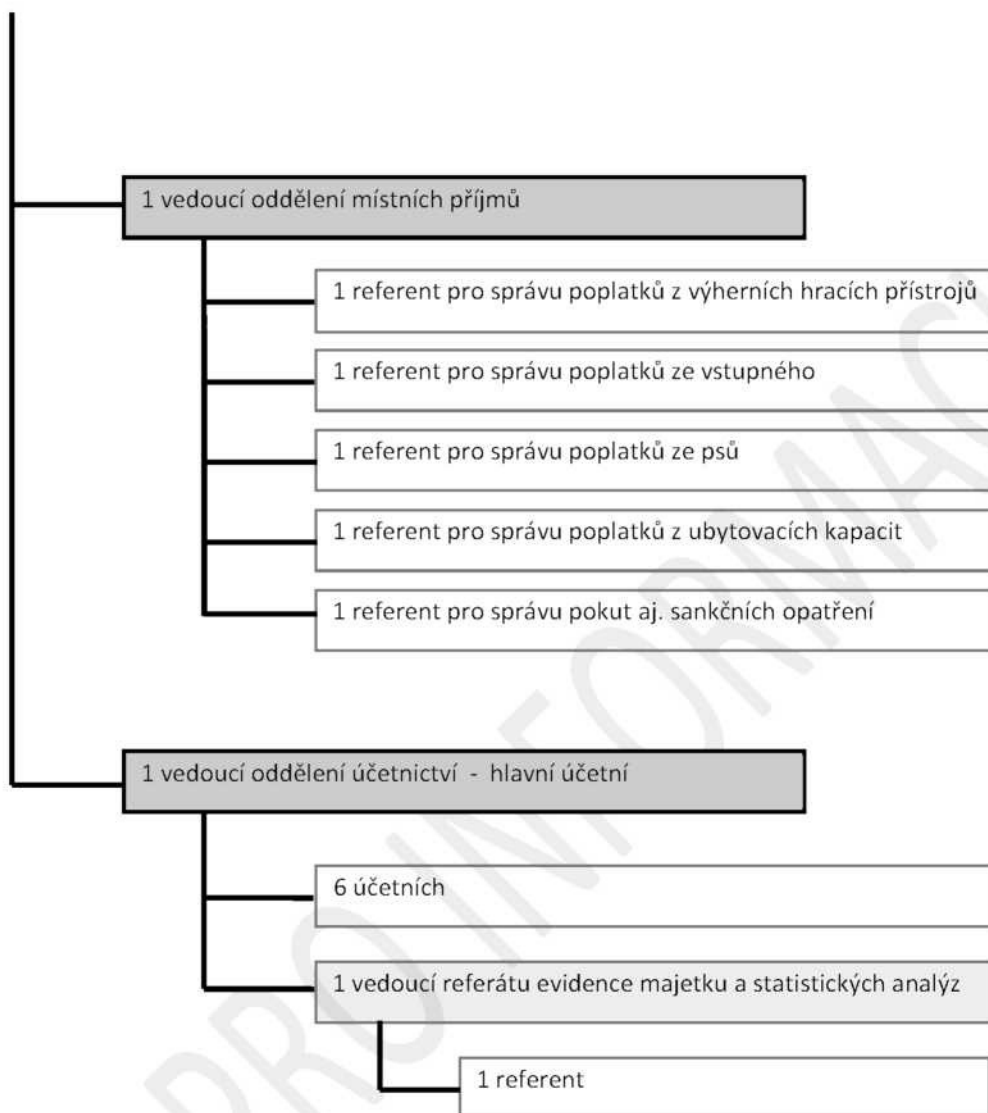 1 vedoucí oddělení místních příjmů
1 referent pro správu poplatků z výherních hracích přístrojů
1 referent pro správu poplatků ze vstupného
1 referent pro správu poplatků ze psů
1 referent pro správu poplatků z ubytovacích kapacit
1 referent pro správu pokut aj. sankčních opatření
1 vedoucí oddělení účetnictví - hlavní účetní
6 účetních
1 vedoucí referátu evidence majetku a statistických analýz
1 referent
PRO INFORMACI